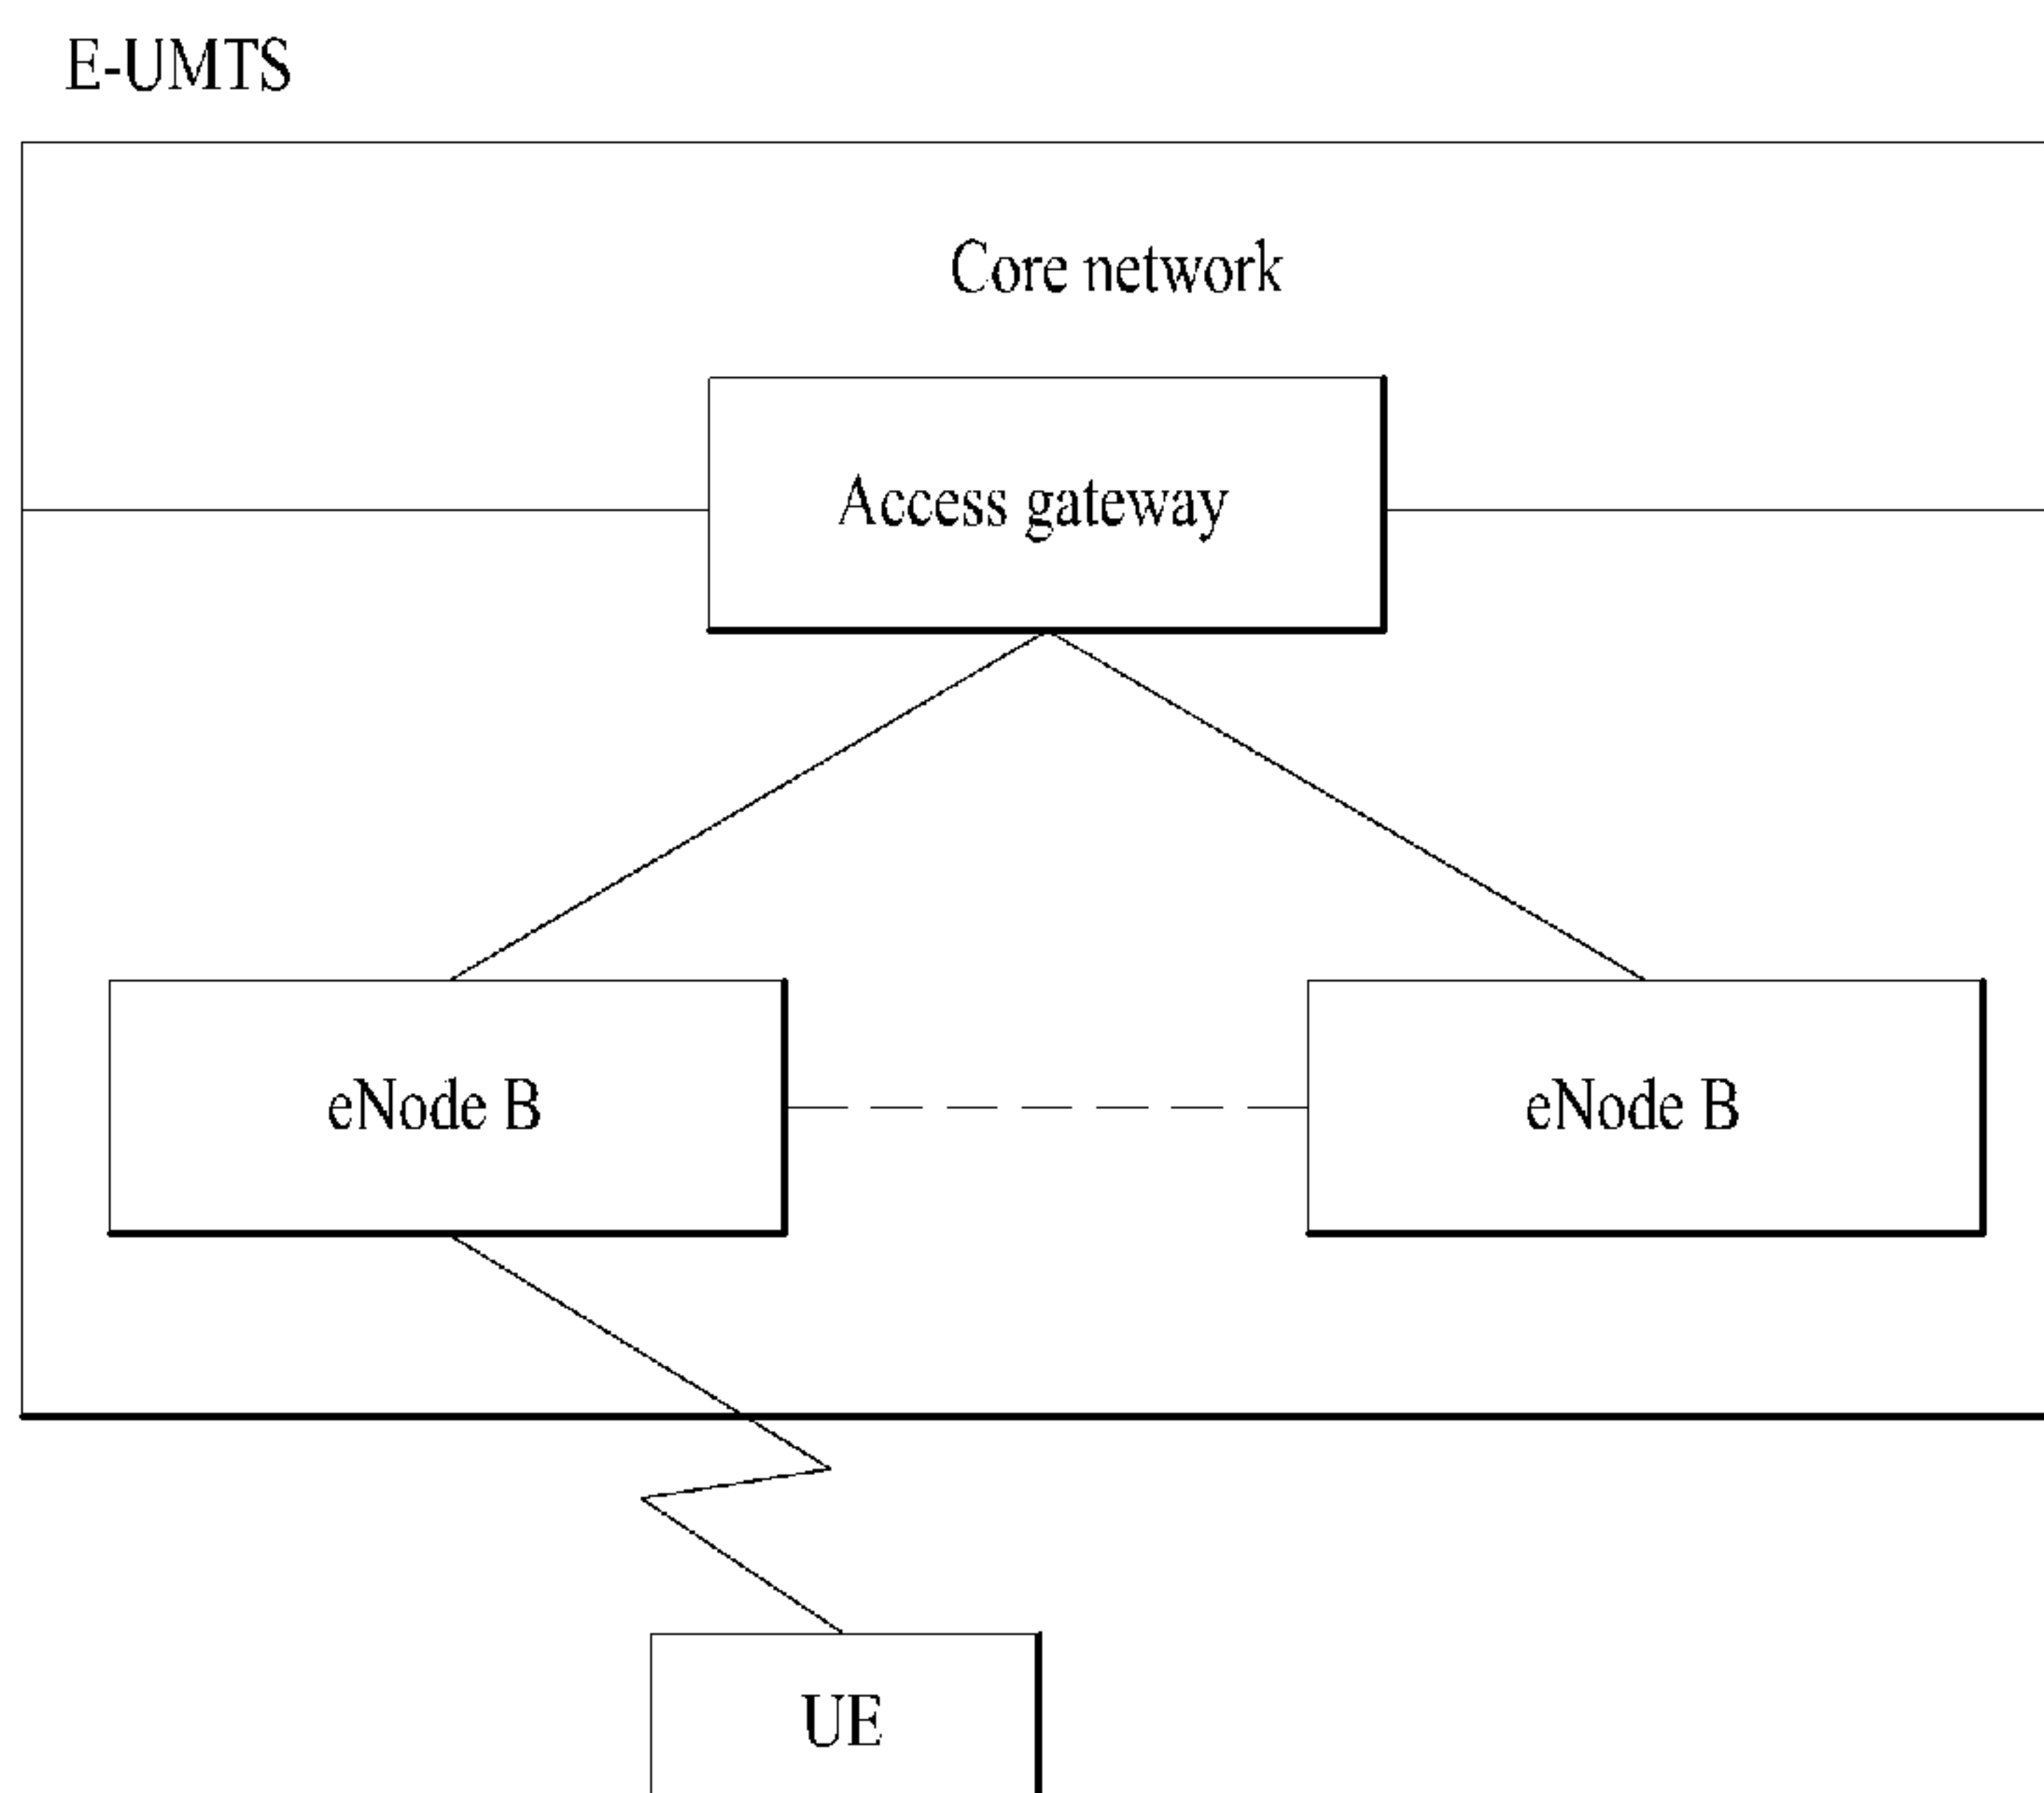 E-UMTS
Core network
Access gateway
eNode B
eNode B
UE